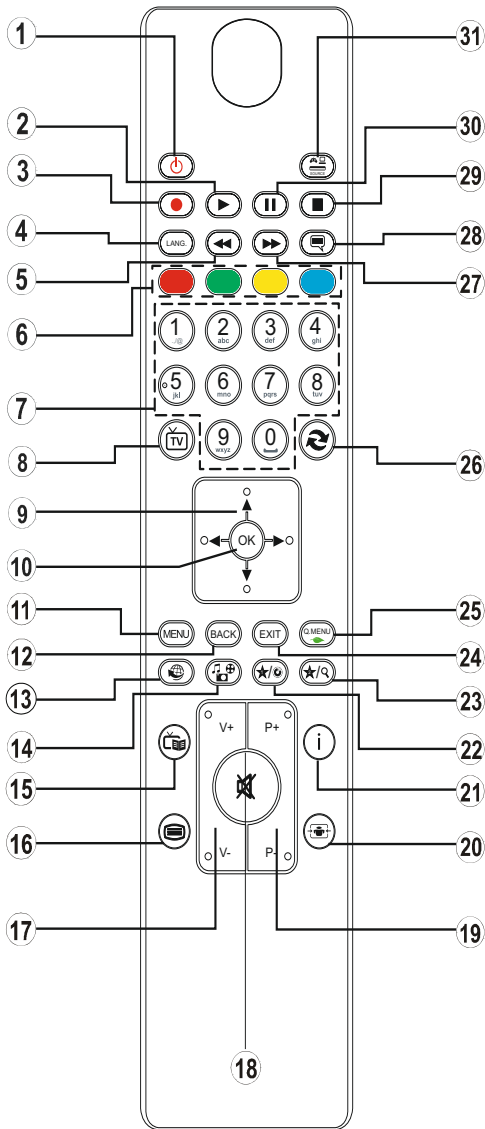 1
31
2
30
3
29
SOURCE
4
LANG.
28
5
27
6
1 2 3 4
./@ abc def ghi
7
5 6 7 8
jkl mno pqrs tuv
8
TV
9 0
wxyz
26
9
10
OK
11
MENU BACK EXIT Q.MENU
25
12
24
13
23
14
22
V+ P+
15
i
21
16
20
V- P-
17
19
18